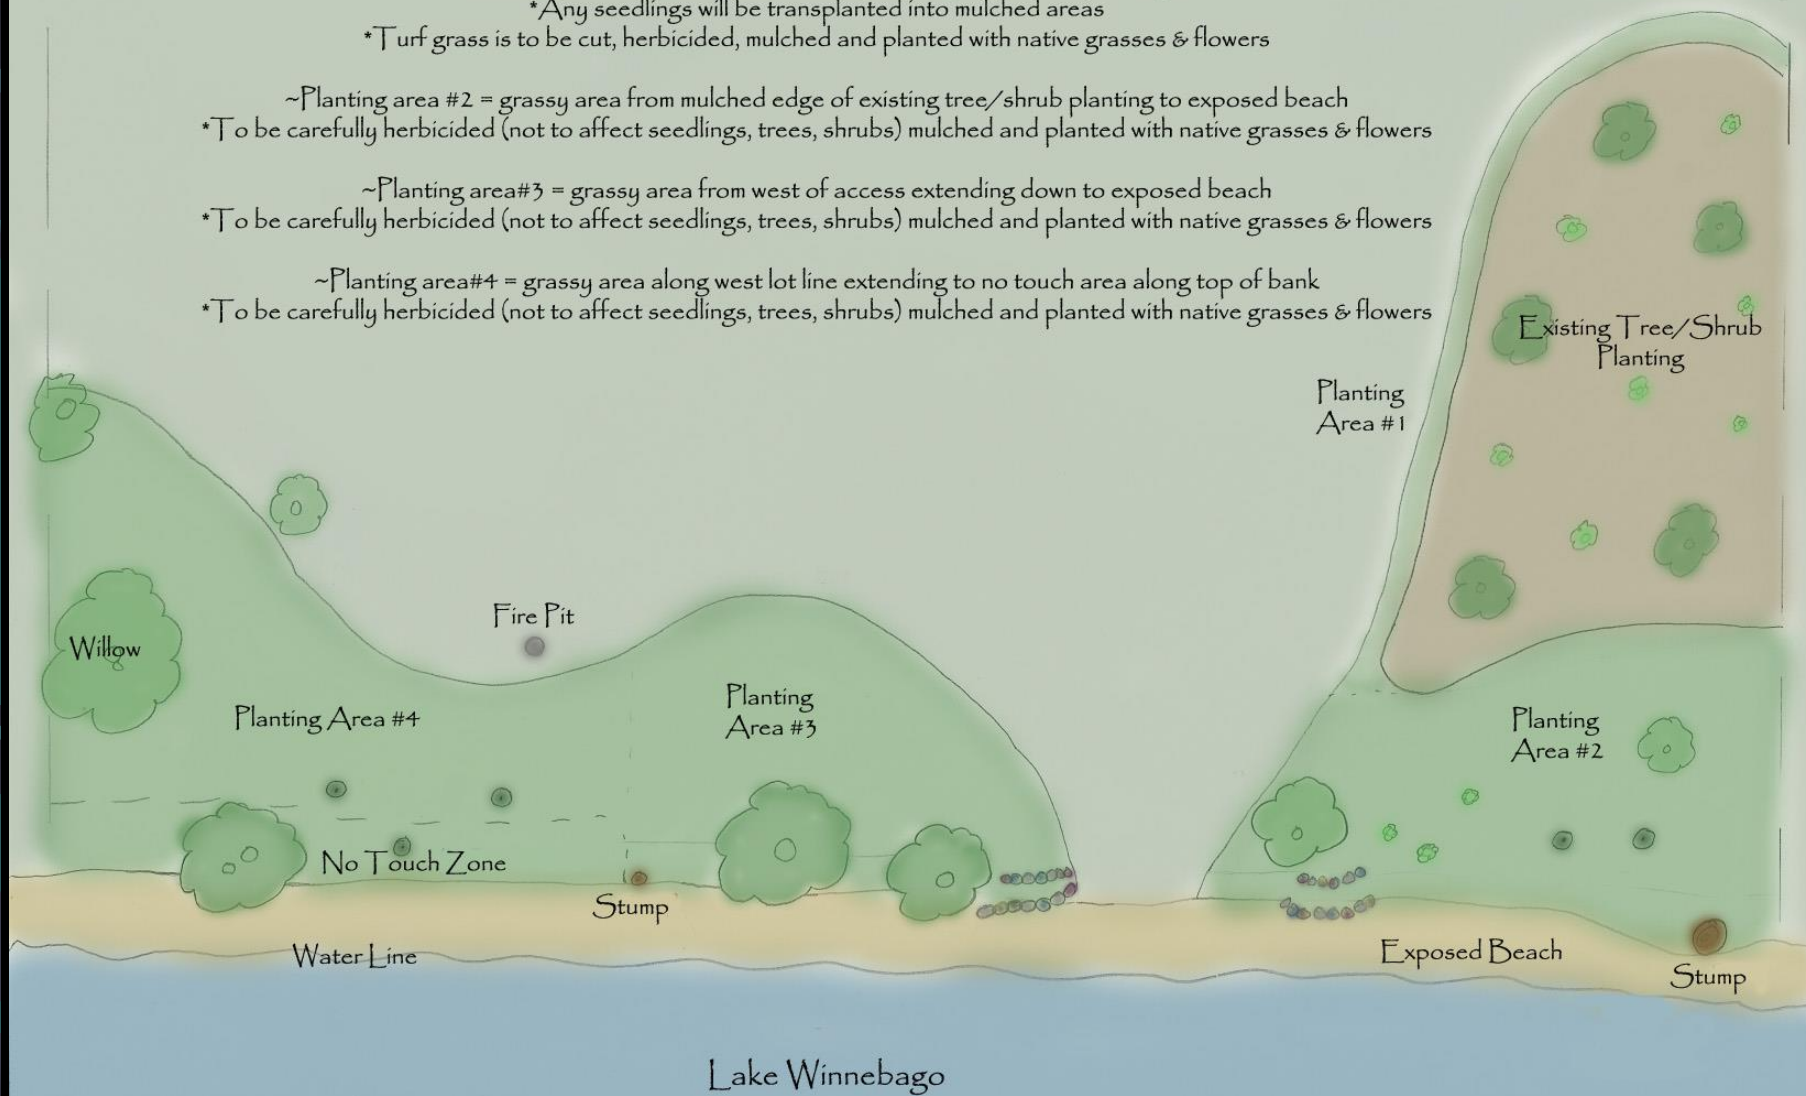 *Any seedlings will be transplanted into mulched areas
*Turf grass is to be cut, herbicided, mulched and planted with native grasses & flowers
~Planting area #2 = grassy area from mulched edge of existing tree/shrub planting to exposed beach
*To be carefully herbicided (not to affect seedlings, trees, shrubs) mulched and planted with native grasses & flowers
~Planting area#3 = grassy area from west of access extending down to exposed beach
*To be carefully herbicided (not to affect seedlings, trees, shrubs) mulched and planted with native grasses & flowers
~Planting area#4 = grassy area along west lot line extending to no touch area along top of bank
*To be carefully herbicided (not to affect seedlings, trees, shrubs) mulched and planted with native grasses & flowers
Existing Tree/Shrub
Planting
Planting
Area #1
Fire Pit
Willow
Planting Area #4
Planting
Area #3
Planting
Area #2
No Touch Zone
Stump
Water Line
Exposed Beach
Stump
Lake Winnebago